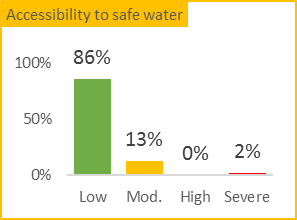 Accessibility to safe water
100%
50%
0%
86%
13%
0%
2%
Low
Mod.
High
Severe